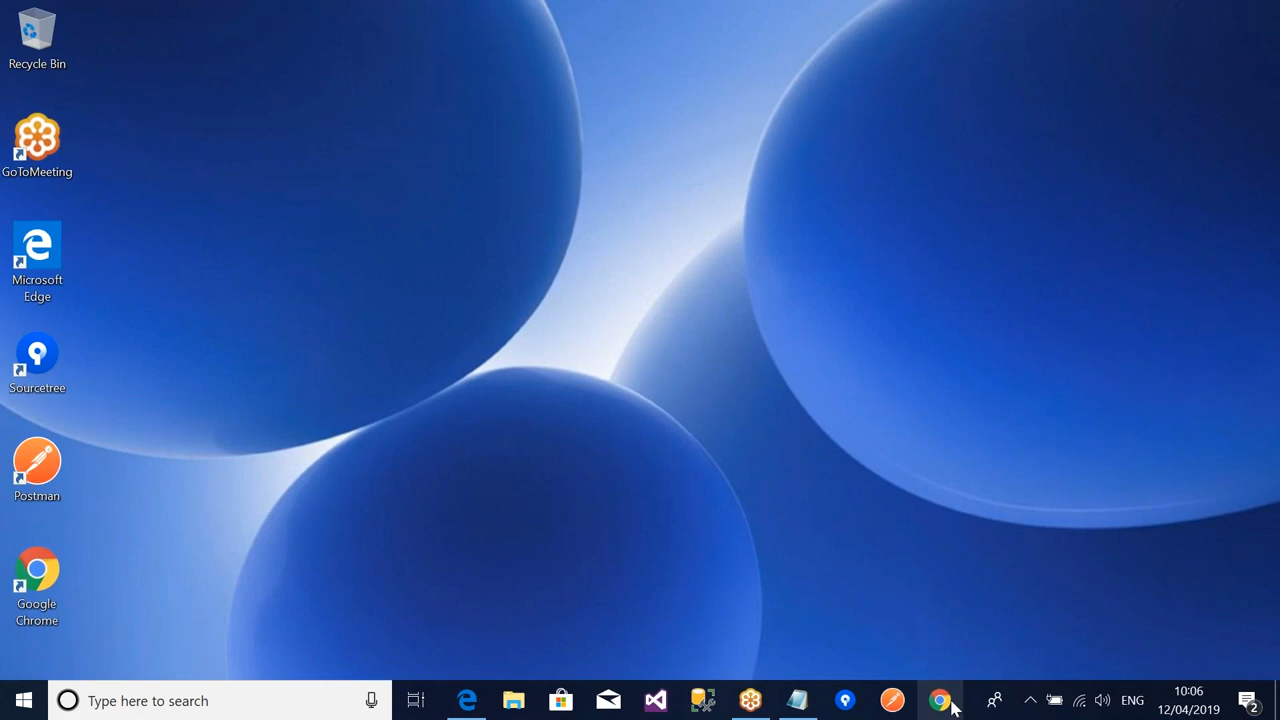 Recycle Bin
GoToMeeting
Microsoft
Edge
Sourcetree
Postman
Google
Chrome
Type here to search
ENG
10:06
12/04/2019
2